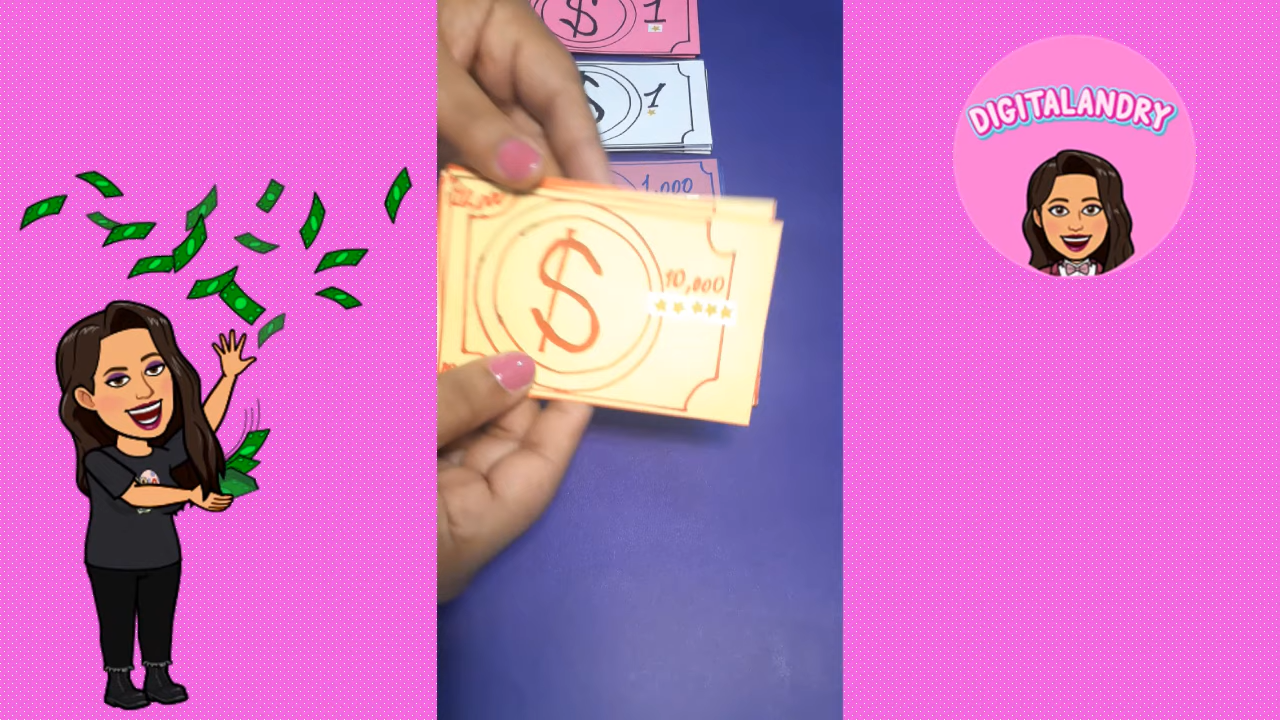 $ 1
$ 1
1,000
$ 10,000
DIGITALANDRY